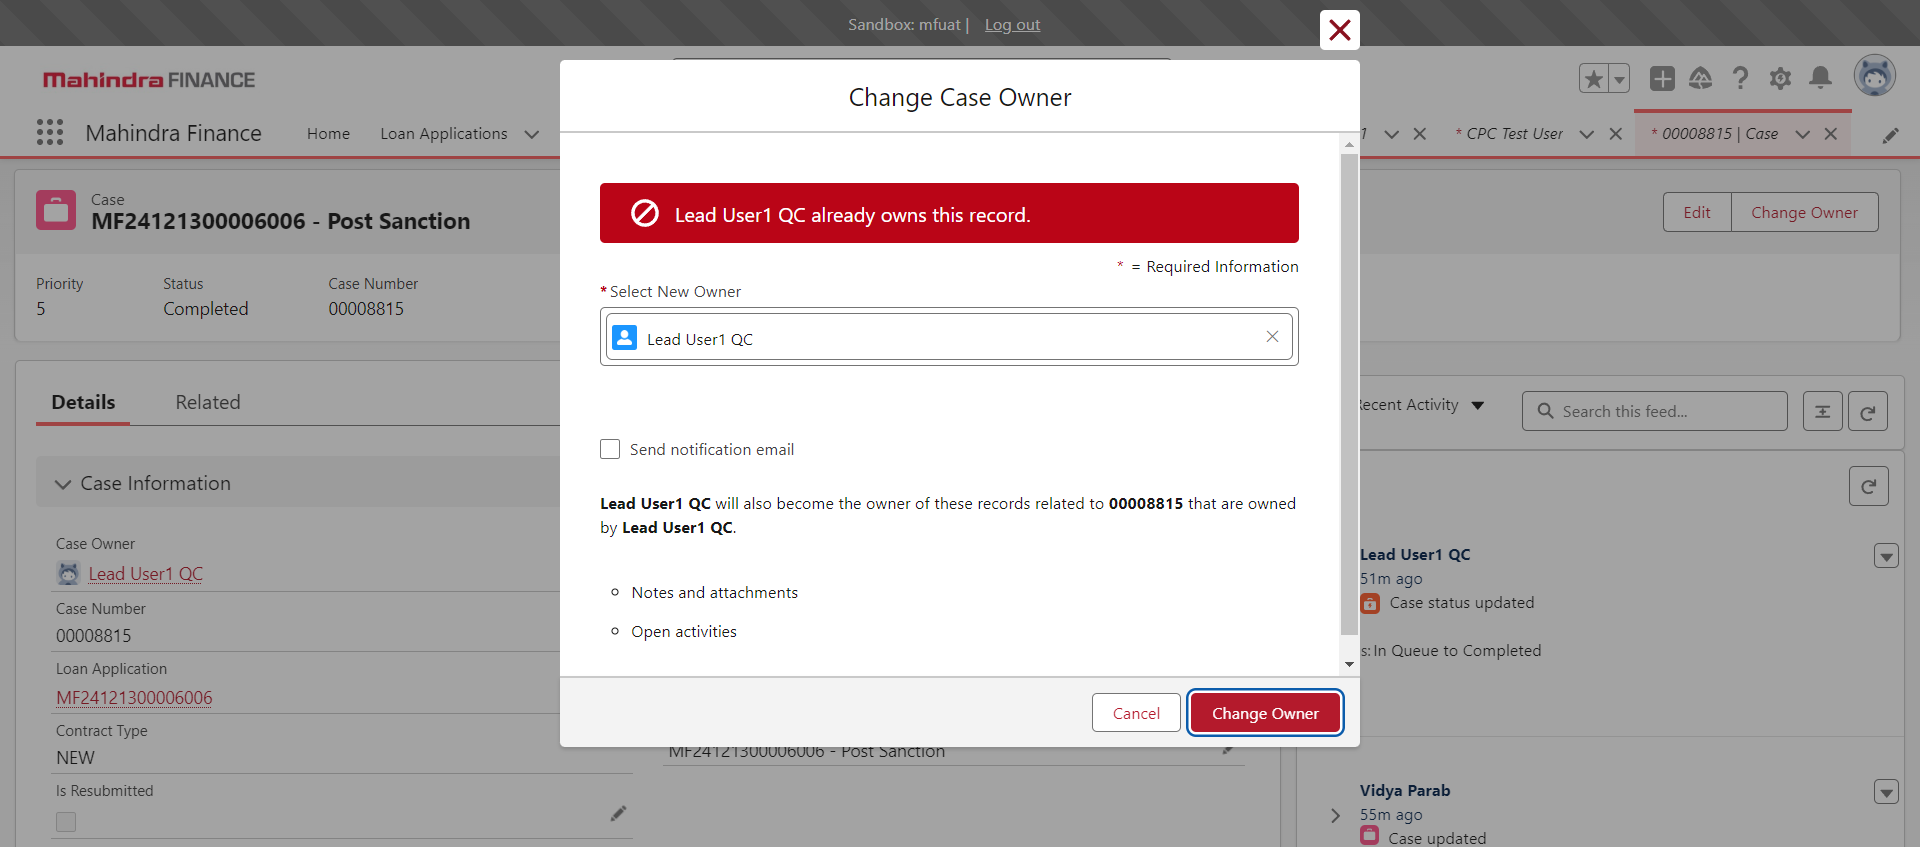 Sandbox: mfuat | Log out
Mahindra FINANCE
Mahindra Finance
Home
Loan Applications
* CPC Test User
* 00008815 | Case
Case
MF24121300006006 - Post Sanction
Edit
Change Owner
Priority
5
Status
Completed
Case Number
00008815
Details
Related
Case Information
Case Owner
Lead User1 QC
Case Number
00008815
Loan Application
MF24121300006006
Contract Type
NEW
Is Resubmitted
Change Case Owner
Lead User1 QC already owns this record.
* = Required Information
*Select New Owner
Lead User1 QC
Send notification email
Lead User1 QC will also become the owner of these records related to 00008815 that are owned
by Lead User1 QC.
Notes and attachments
Open activities
Cancel
Change Owner
MF24121300006006 - Post Sanction
Recent Activity
Search this feed...
Lead User1 QC
51m ago
Case status updated
s: In Queue to Completed
Vidya Parab
55m ago
Case updated